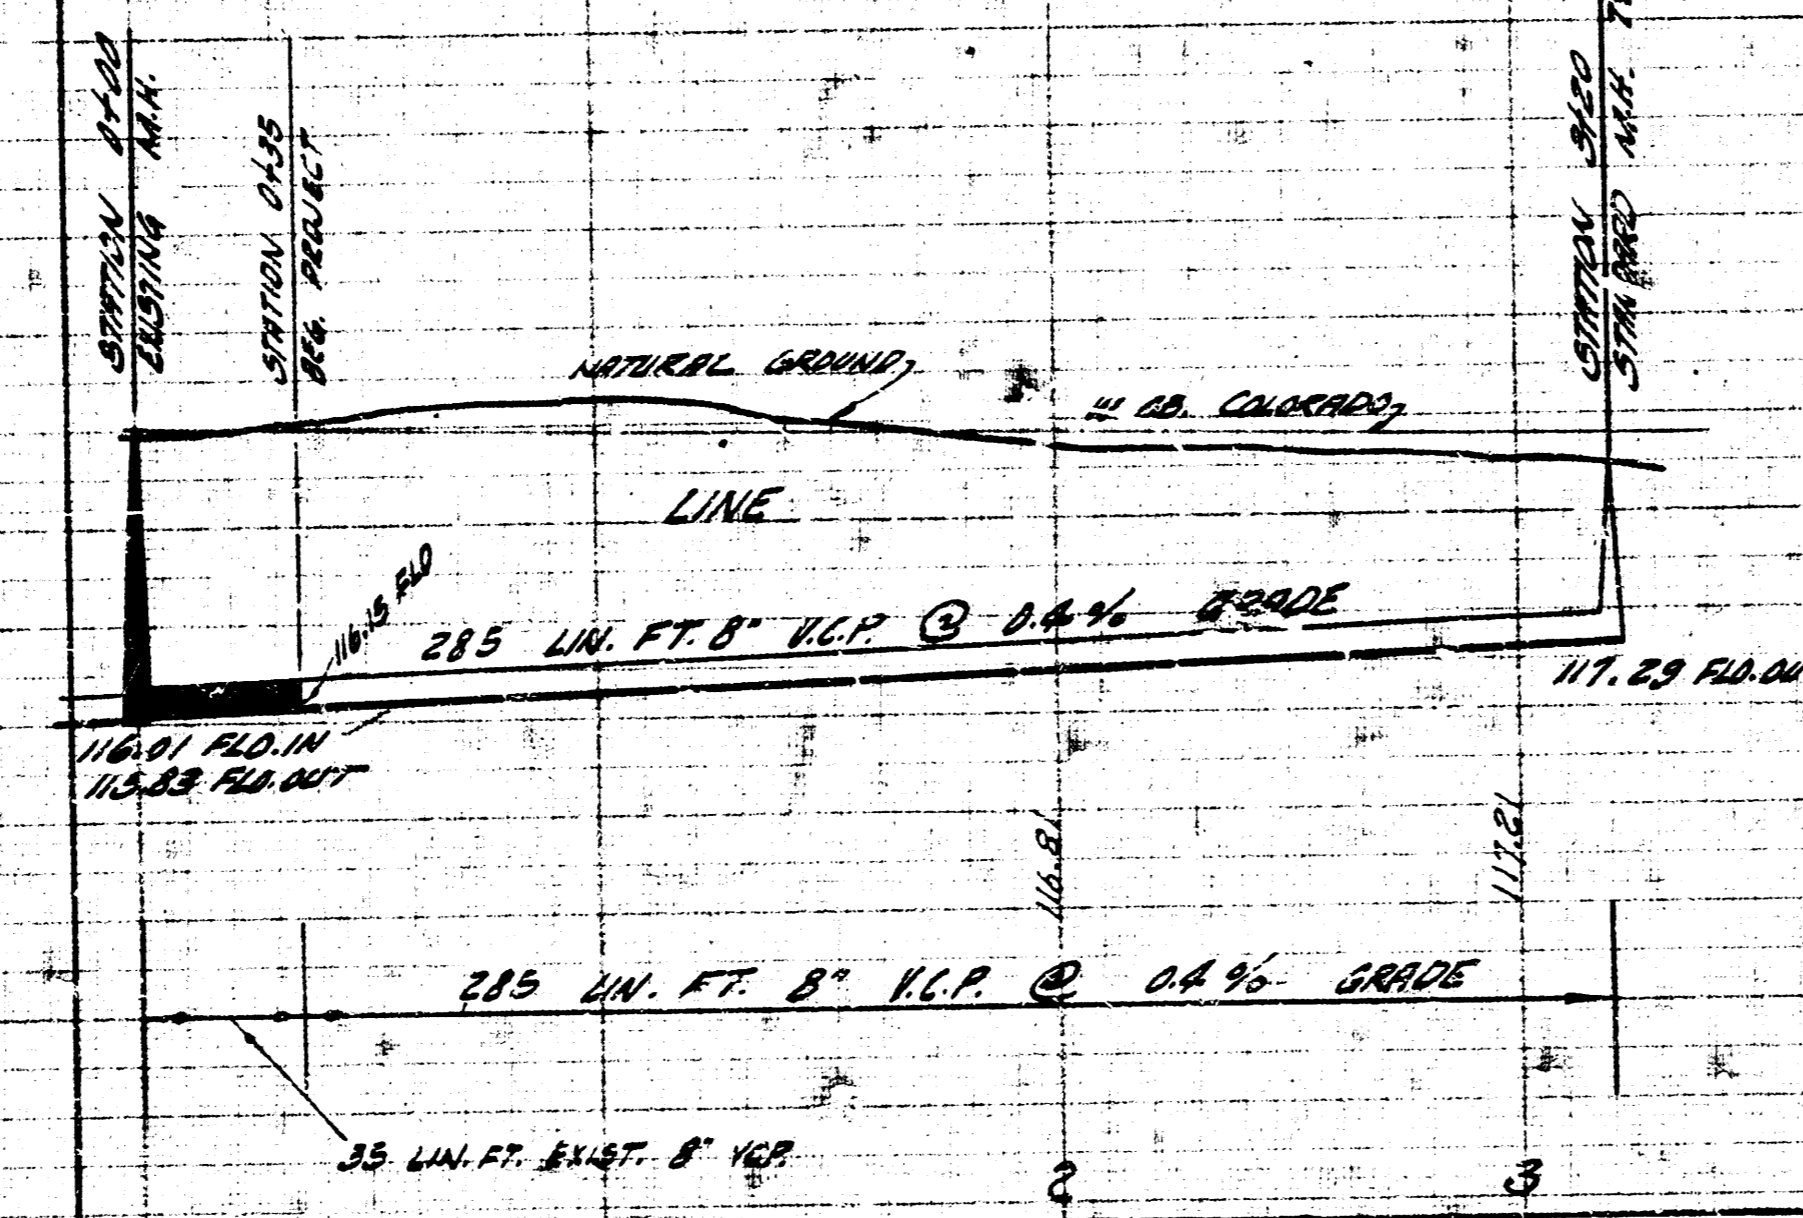 STATION 0+00
EXISTING M.H.
STATION 0+35
BEG. PROJECT
STATION 3+20
STANDARD M.H.
NATURAL GROUND
COLORADO
LINE
116.15 FLO
285 LIN. FT. 8" V.C.P. @ 0.4% GRADE
117.29 FLO.OU
116.01 FLO.IN
115.83 FLO.OUT
116.81
117.21
285 LIN. FT. 8" V.C.P. @ 0.4% GRADE
35 LIN. FT. EXIST. 8" VCP.
2
3